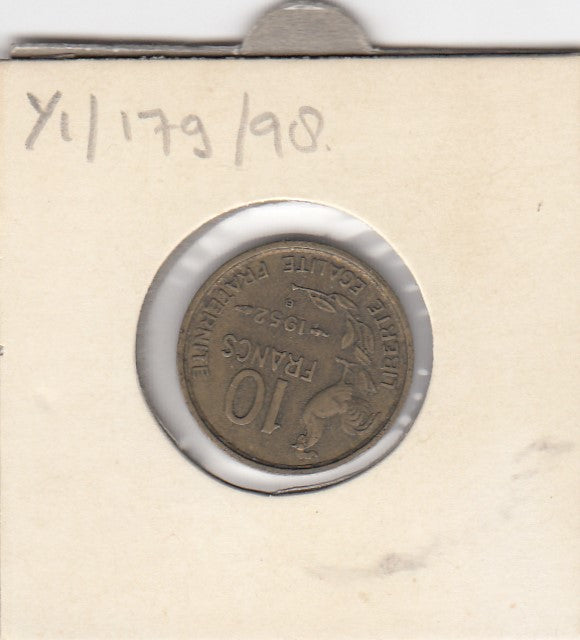 Y1/179/98.
10
FRANCS
1952
B
LIBERTE EGALITE FRATERNITE